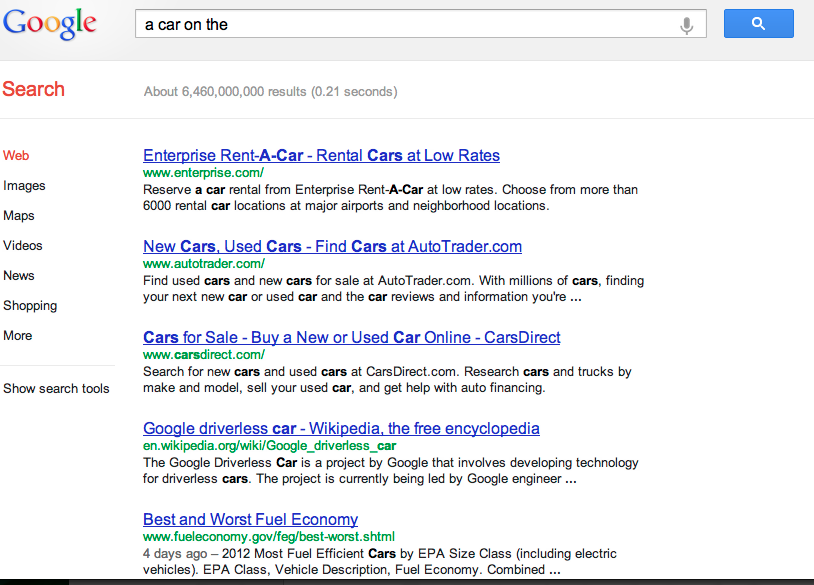 Google
a car on the
Search
About 6,460,000,000 results (0.21 seconds)
Web
Images
Maps
Videos
News
Shopping
More
Show search tools
Enterprise Rent-A-Car - Rental Cars at Low Rates
www.enterprise.com/
Reserve a car rental from Enterprise Rent-A-Car at low rates. Choose from more than
6000 rental car locations at major airports and neighborhood locations.
New Cars, Used Cars - Find Cars at AutoTrader.com
www.autotrader.com/
Find used cars and new cars for sale at AutoTrader.com. With millions of cars, finding
your next new car or used car and the car reviews and information you're ...
Cars for Sale - Buy a New or Used Car Online - CarsDirect
www.carsdirect.com/
Search for new cars and used cars at CarsDirect.com. Research cars and trucks by
make and model, sell your used car, and get help with auto financing.
Google driverless car - Wikipedia, the free encyclopedia
en.wikipedia.org/wiki/Google_driverless_car
The Google Driverless Car is a project by Google that involves developing technology
for driverless cars. The project is currently being led by Google engineer ...
Best and Worst Fuel Economy
www.fueleconomy.gov/feg/best-worst.shtml
4 days ago – 2012 Most Fuel Efficient Cars by EPA Size Class (including electric
vehicles). EPA Class, Vehicle Description, Fuel Economy. Combined ...